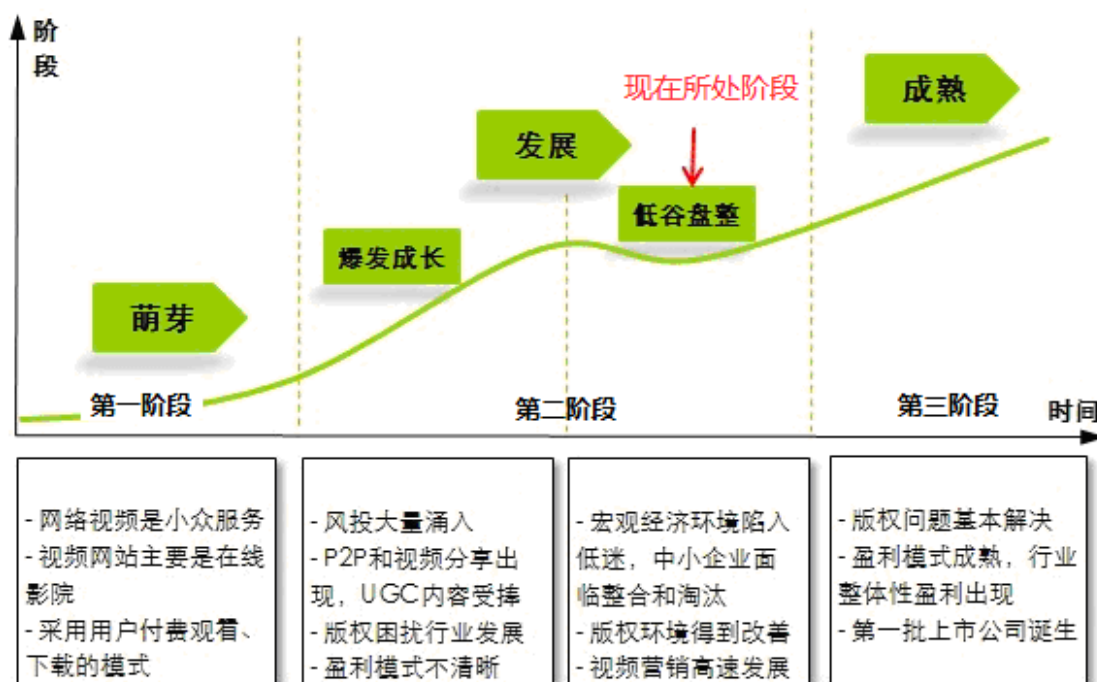 阶
段
现在所处阶段
成熟
发展
低谷盘整
爆发成长
萌芽
第一阶段
第二阶段
第三阶段
时间
- 网络视频是小众服务
- 视频网站主要是在线
影院
- 采用用户付费观看、
下载的模式
- 风投大量涌入
- P2P和视频分享出
现，UGC内容受捧
- 版权困扰行业发展
- 盈利模式不清晰
- 宏观经济环境陷入
低迷，中小企业面
临整合和淘汰
- 版权环境得到改善
- 视频营销高速发展
- 版权问题基本解决
- 盈利模式成熟，行业
整体性盈利出现
- 第一批上市公司诞生